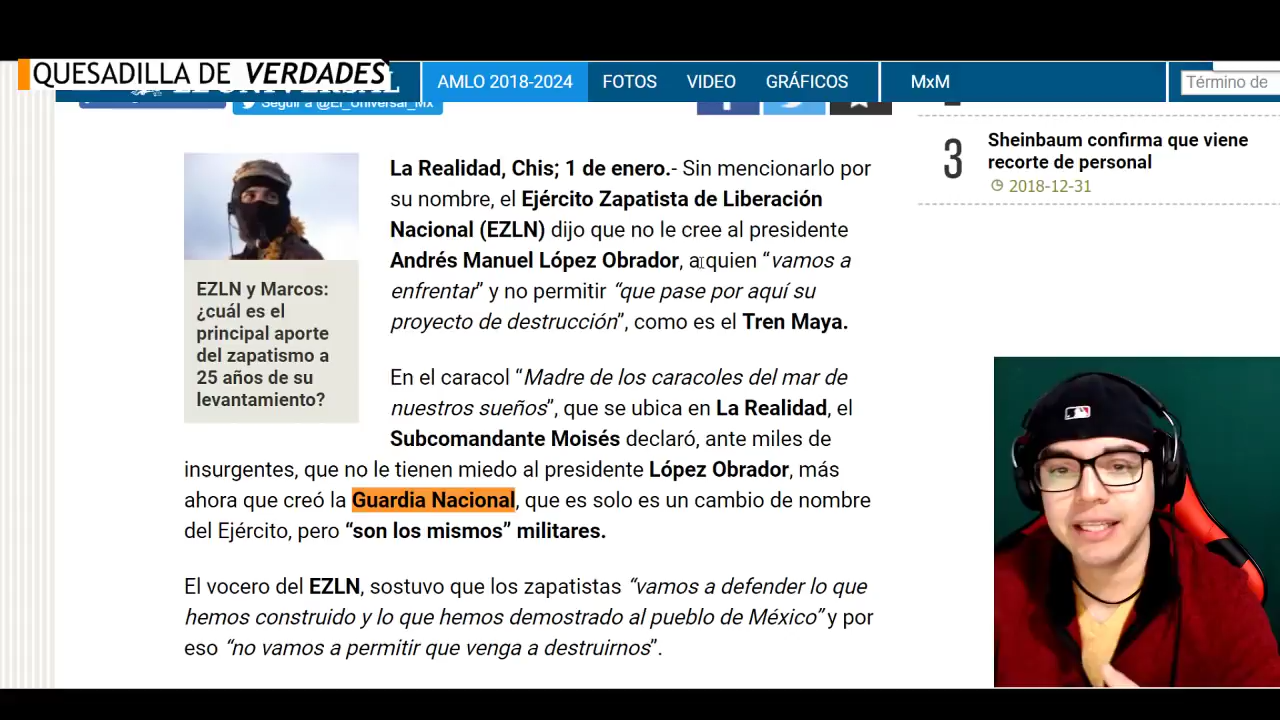 QUESADILLA DE VERDADES
EL UNIVERSAL
AMLO 2018-2024
FOTOS
VIDEO
GRÁFICOS
MxM
Término de
Seguir a @El_Universal_Mx
La Realidad, Chis; 1 de enero.- Sin mencionarlo por
su nombre, el Ejército Zapatista de Liberación
Nacional (EZLN) dijo que no le cree al presidente
Andrés Manuel López Obrador, a quien “vamos a
enfrentar” y no permitir “que pase por aquí su
proyecto de destrucción”, como es el Tren Maya.
EZLN y Marcos:
¿cuál es el
principal aporte
del zapatismo a
25 años de su
levantamiento?
En el caracol “Madre de los caracoles del mar de
nuestros sueños”, que se ubica en La Realidad, el
Subcomandante Moisés declaró, ante miles de
insurgentes, que no le tienen miedo al presidente López Obrador, más
ahora que creó la Guardia Nacional, que es solo es un cambio de nombre
del Ejército, pero “son los mismos” militares.
El vocero del EZLN, sostuvo que los zapatistas “vamos a defender lo que
hemos construido y lo que hemos demostrado al pueblo de México” y por
eso “no vamos a permitir que venga a destruirnos”.
3
Sheinbaum confirma que viene
recorte de personal
2018-12-31